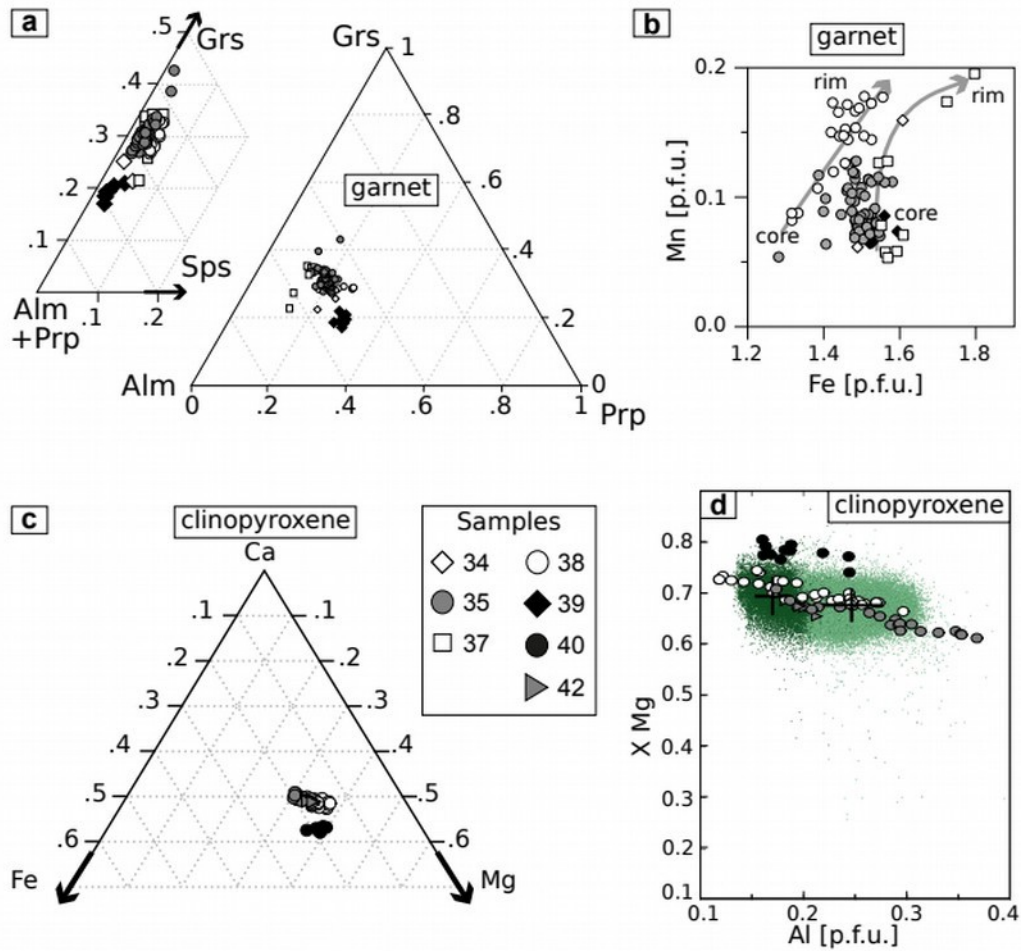 a
.5
Grs
.4
.3
.2
.1
Sps
Alm
+Prp
.1
.2
Grs
1
.8
.6
garnet
.4
.2
Alm
0
Prp
0
.2
.4
.6
.8
1
b
garnet
0.2
rim
rim
Mn [p.f.u.]
0.1
core
core
0.0
1.2
1.4
1.6
1.8
Fe [p.f.u.]
c
clinopyroxene
Ca
.1
.1
.2
.2
.3
.3
.4
.4
.5
.5
.6
.6
Fe
Mg
Samples
34
38
35
39
37
40
42
d
clinopyroxene
0.8
0.7
0.6
0.5
X Mg
0.4
0.3
0.2
0.1
0.1
0.2
0.3
0.4
Al [p.f.u.]